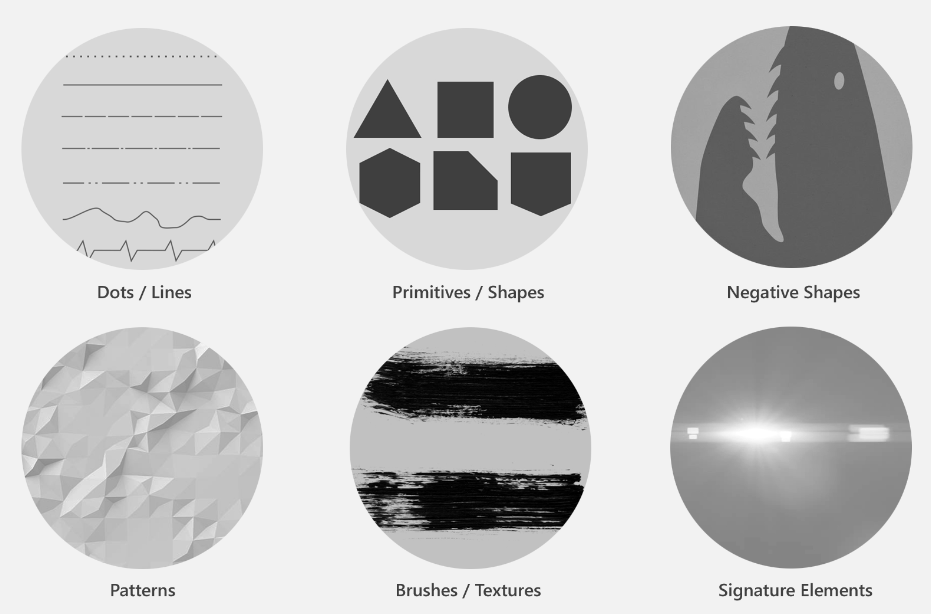 Dots / Lines
Primitives / Shapes
Negative Shapes
Patterns
Brushes / Textures
Signature Elements